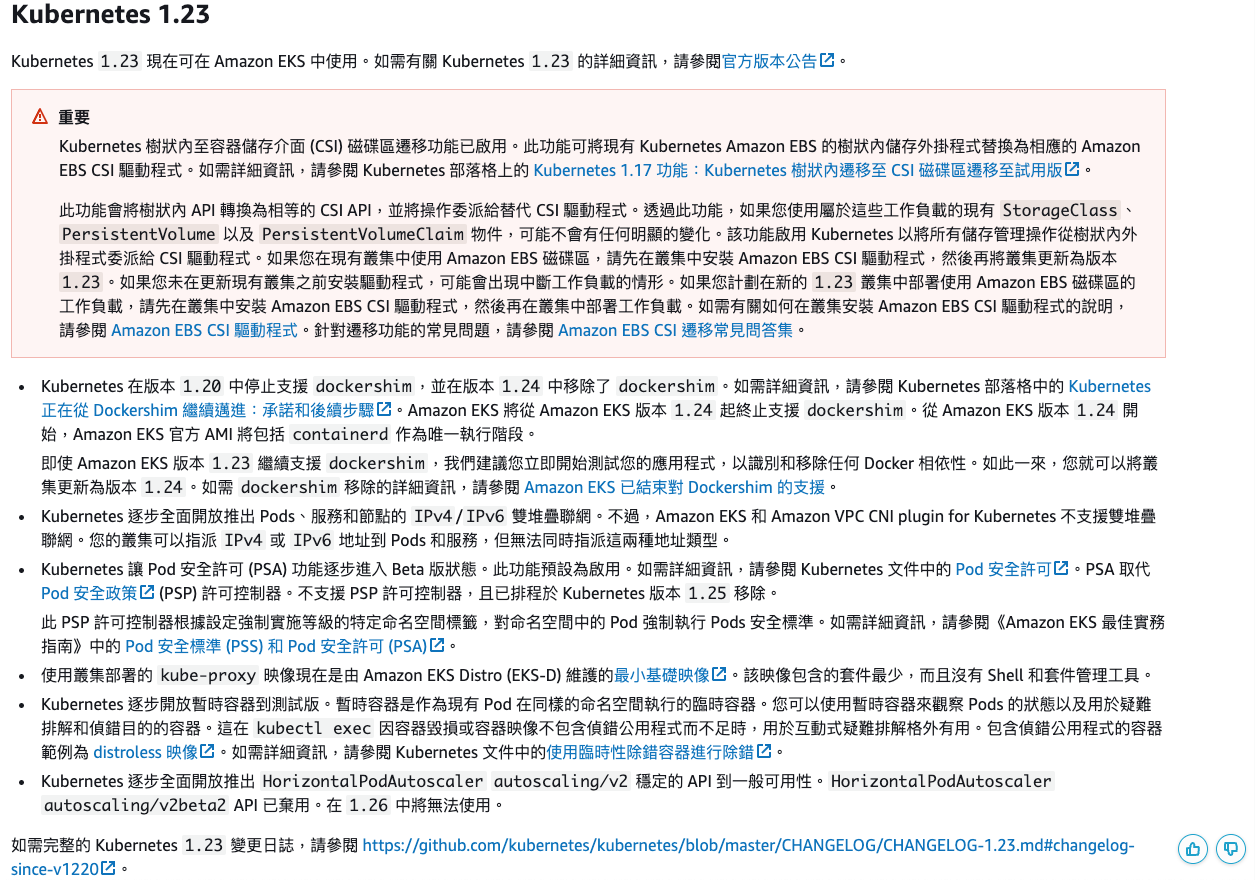 Kubernetes 1.23
Kubernetes 1.23 現在可在 Amazon EKS 中使用。如需有關 Kubernetes 1.23 的詳細資訊，請參閱官方版本公告。
重要
Kubernetes 樹狀內至容器儲存介面 (CSI) 磁碟區遷移功能已啟用。此功能可將現有 Kubernetes Amazon EBS 的樹狀內儲存外掛程式替換為相應的 Amazon
EBS CSI 驅動程式。如需詳細資訊，請參閱 Kubernetes 部落格上的 Kubernetes 1.17 功能：Kubernetes 樹狀內遷移至 CSI 磁碟區遷移至試用版。
此功能會將樹狀內 API 轉換為相等的 CSI API，並將操作委派給替代 CSI 驅動程式。透過此功能，如果您使用屬於這些工作負載的現有 StorageClass、
PersistentVolume 以及 PersistentVolumeClaim 物件，可能不會有任何明顯的變化。該功能啟用 Kubernetes 以將所有儲存管理操作從樹狀內外
掛程式委派給 CSI 驅動程式。如果您在現有叢集中使用 Amazon EBS 磁碟區，請先在叢集中安裝 Amazon EBS CSI 驅動程式，然後再將叢集更新為版本
1.23。如果您未在更新現有叢集之前安裝驅動程式，可能會出現中斷工作負載的情形。如果您計劃在新的 1.23 叢集中部署使用 Amazon EBS 磁碟區的
工作負載，請先在叢集中安裝 Amazon EBS CSI 驅動程式，然後再在叢集中部署工作負載。如需有關如何在叢集安裝 Amazon EBS CSI 驅動程式的說明，
請參閱 Amazon EBS CSI 驅動程式。針對遷移功能的常見問題，請參閱 Amazon EBS CSI 遷移常見問答集。
• Kubernetes 在版本 1.20 中停止支援 dockershim，並在版本 1.24 中移除了 dockershim。如需詳細資訊，請參閱 Kubernetes 部落格中的 Kubernetes
正在從 Dockershim 繼續邁進：承諾和後續步驟。Amazon EKS 將從 Amazon EKS 版本 1.24 起終止支援 dockershim。從 Amazon EKS 版本 1.24 開
始，Amazon EKS 官方 AMI 將包括 containerd 作為唯一執行階段。
即使 Amazon EKS 版本 1.23 繼續支援 dockershim，我們建議您立即開始測試您的應用程式，以識別和移除任何 Docker 相依性。如此一來，您就可以將叢
集更新為版本 1.24。如需 dockershim 移除的詳細資訊，請參閱 Amazon EKS 已結束對 Dockershim 的支援。
• Kubernetes 逐步全面開放推出 Pods、服務和節點的 IPv4/IPv6 雙堆疊聯網。不過，Amazon EKS 和 Amazon VPC CNI plugin for Kubernetes 不支援雙堆疊
聯網。您的叢集可以指派 IPv4 或 IPv6 地址到 Pods 和服務，但無法同時指派這兩種地址類型。
• Kubernetes 讓 Pod 安全許可 (PSA) 功能逐步進入 Beta 版狀態。此功能預設為啟用。如需詳細資訊，請參閱 Kubernetes 文件中的 Pod 安全許可。PSA 取代
Pod 安全政策 (PSP) 許可控制器。不支援 PSP 許可控制器，且已排程於 Kubernetes 版本 1.25 移除。
此 PSP 許可控制器根據設定強制實施等級的特定命名空間標籤，對命名空間中的 Pod 強制執行 Pods 安全標準。如需詳細資訊，請參閱《Amazon EKS 最佳實務
指南》中的 Pod 安全標準 (PSS) 和 Pod 安全許可 (PSA)。
• 使用叢集部署的 kube-proxy 映像現在是由 Amazon EKS Distro (EKS-D) 維護的最小基礎映像。該映像包含的套件最少，而且沒有 Shell 和套件管理工具。
• Kubernetes 逐步開放暫時容器到測試版。暫時容器是作為現有 Pod 在同樣的命名空間執行的臨時容器。您可以使用暫時容器來觀察 Pods 的狀態以及用於疑難
排解和偵錯目的的容器。這在 kubectl exec 因容器毀損或容器映像不包含偵錯公用程式而不足時，用於互動式疑難排解格外有用。包含偵錯公用程式的容器
範例為 distroless 映像。如需詳細資訊，請參閱 Kubernetes 文件中的使用臨時性除錯容器進行除錯。
• Kubernetes 逐步全面開放推出 HorizontalPodAutoscaler autoscaling/v2 穩定的 API 到一般可用性。HorizontalPodAutoscaler
autoscaling/v2beta2 API 已棄用。在 1.26 中將無法使用。
如需完整的 Kubernetes 1.23 變更日誌，請參閱 https://github.com/kubernetes/kubernetes/blob/master/CHANGELOG/CHANGELOG-1.23.md#changelog-
since-v1220。